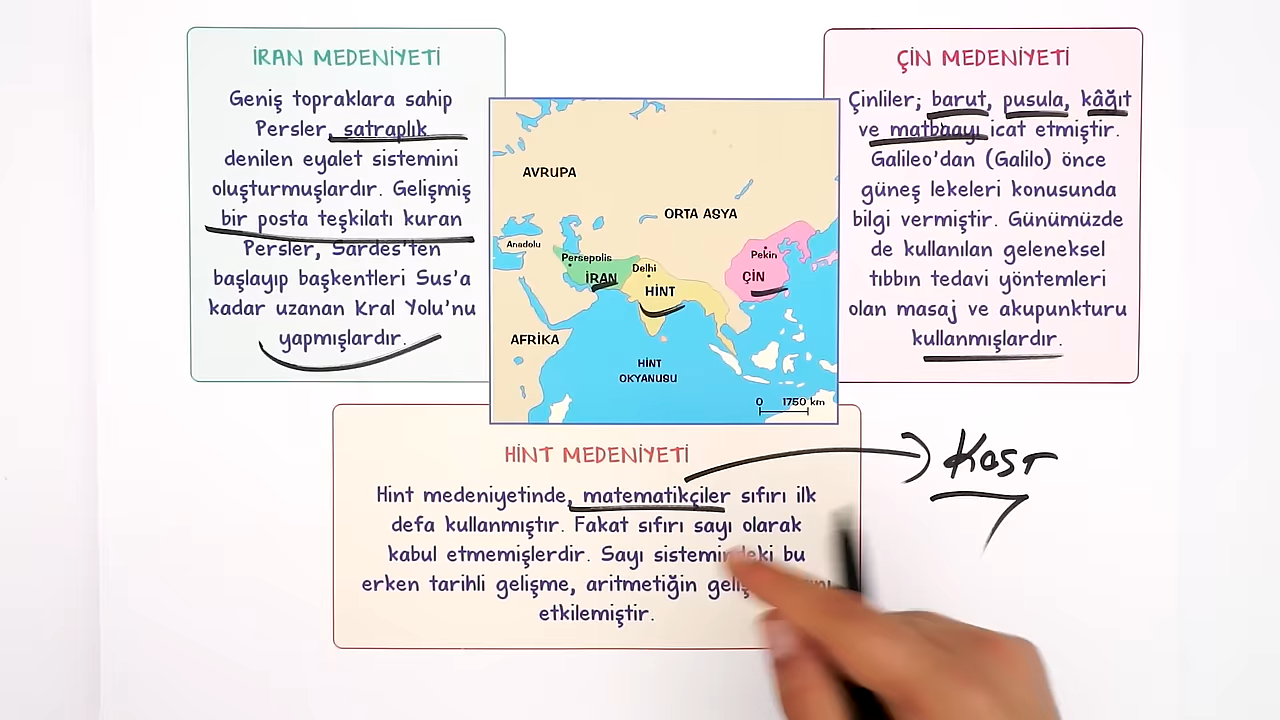 İRAN MEDENİYETİ
Geniş topraklara sahip
Persler, satraplık
denilen eyalet sistemini
oluşturmuşlardır. Gelişmiş
bir posta teşkilatı kuran
Persler, Sardes'ten
başlayıp başkentleri Sus'a
kadar uzanan Kral Yolu'nu
yapmışlardır.
AVRUPA
ORTA ASYA
Anadolu
Persepolis
İRAN
Delhi
HİNT
Pekin
ÇİN
AFRİKA
HİNT
OKYANUSU
0 1750 km
ÇİN MEDENİYETİ
Çinliler; barut, pusula, kâğıt
ve matbaayı icat etmiştir.
Galileo'dan (Galilo) önce
güneş lekeleri konusunda
bilgi vermiştir. Günümüzde
de kullanılan geleneksel
tıbbın tedavi yöntemleri
olan masaj ve akupunkturu
kullanmışlardır.
HİNT MEDENİYETİ
Hint medeniyetinde, matematikçiler sıfırı ilk
defa kullanmıştır. Fakat sıfırı sayı olarak
kabul etmemişlerdir. Sayı sistemindeki bu
erken tarihli gelişme, aritmetiğin
etkilemiştir.
Kast